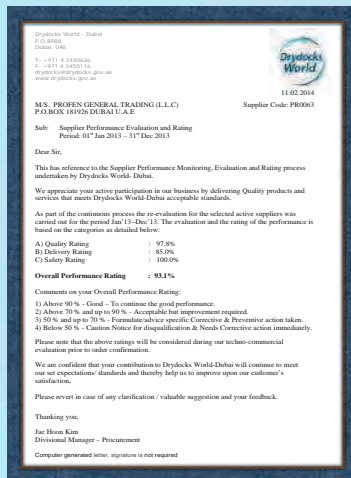 Drydocks World - Dubai
P.O.8988
Dubai. UAE
T- +971 4 3450626
F- +971 4 3450116
drydocks@drydocks.gov.ae
www.drydocks.gov.ae
Drydocks
World
11.02.2014
M/S. PROFEN GENERAL TRADING (L.L.C) Supplier Code: PR0063
P.O.BOX 181926 DUBAI U.A.E
Sub: Supplier Performance Evaluation and Rating
Period: 01st Jan 2013 – 31st Dec 2013
Dear Sir,
This has reference to the Supplier Performance Monitoring, Evaluation and Rating process
undertaken by Drydocks World- Dubai.
We appreciate your active participation in our business by delivering Quality products and
services that meets Drydocks World-Dubai acceptable standards.
As part of the continuous process the re-evaluation for the selected active suppliers was
carried out for the period Jan'13–Dec'13. The evaluation and the rating of the performance is
based on the categories as detailed below:
A) Quality Rating : 97.8%
B) Delivery Rating : 85.0%
C) Safety Rating : 100.0%
Overall Performance Rating : 93.1%
Comments on your Overall Performance Rating:
1) Above 90 % - Good – To continue the good performance.
2) Above 70 % and up to 90 % - Acceptable but improvement required.
3) 50 % and up to 70 % - Formulate/advice specific Corrective & Preventive action taken.
4) Below 50 % - Caution Notice for disqualification & Needs Corrective action immediately.
Please note that the above ratings will be considered during our techno-commercial
evaluation prior to order confirmation.
We are confident that your contribution to Drydocks World-Dubai will continue to meet
our set expectations/ standards and thereby help us to improve upon our customer's
satisfaction.
Please revert in case of any clarification / valuable suggestion and your feedback.
Thanking you,
Jae Hoon Kim
Divisional Manager – Procurement
Computer generated letter, signature is not required